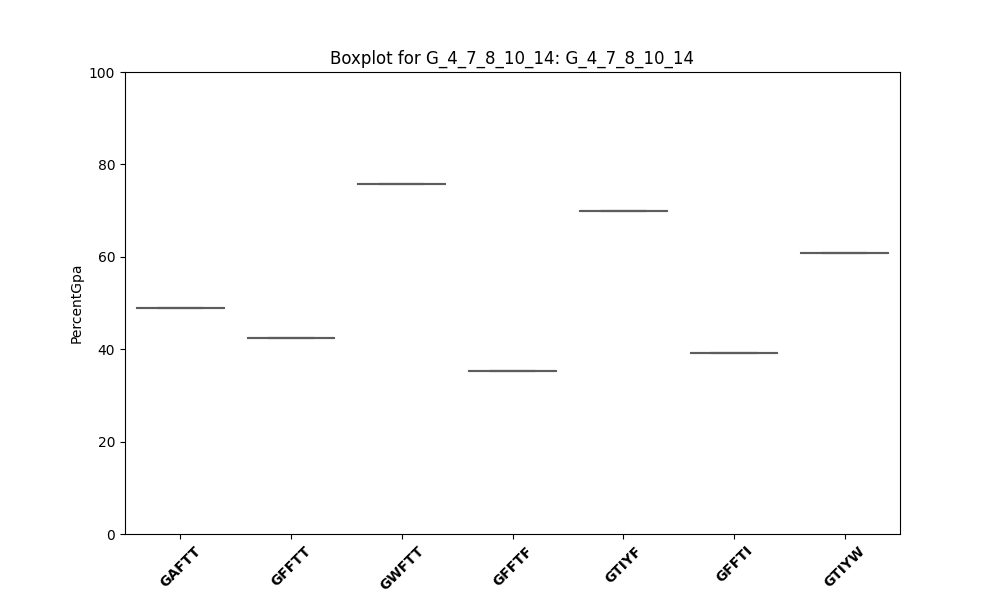 Boxplot for G_4_7_8_10_14: G_4_7_8_10_14
100
80
60
40
20
0
PercentGpa
GAFTT
GFFTT
GWFTT
GFFTF
GTIYF
GFFTI
GTIYW